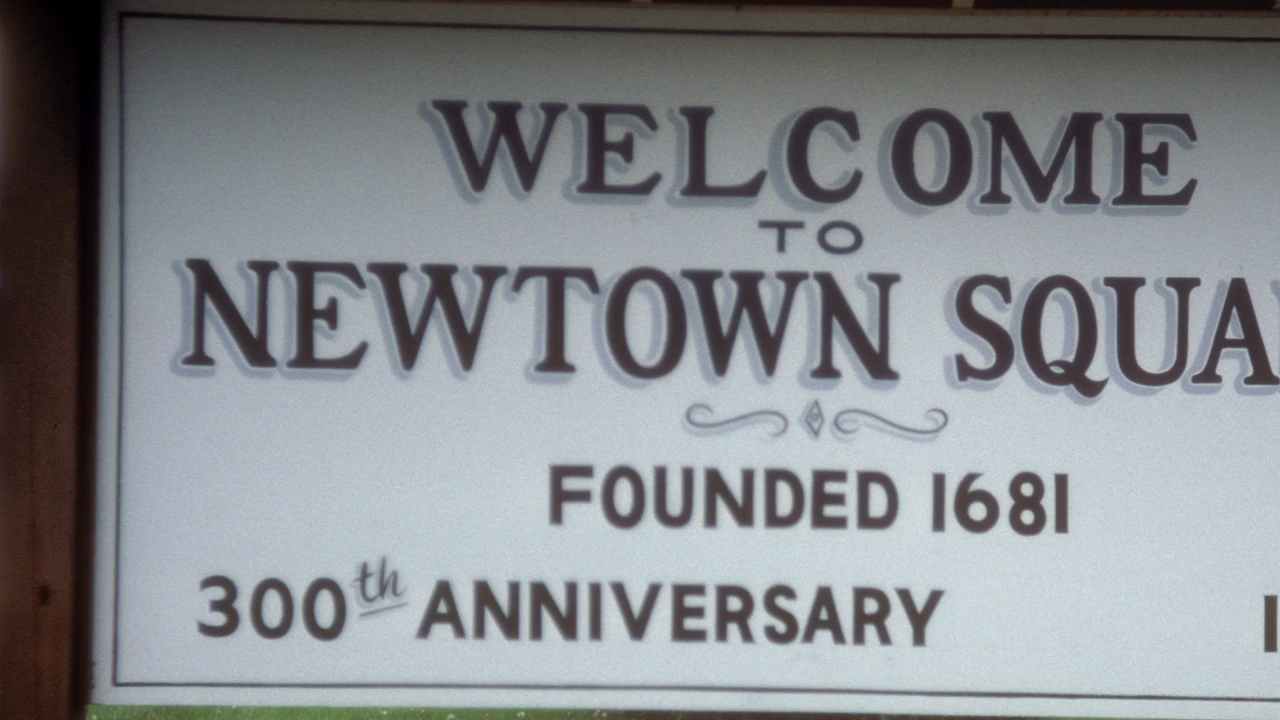 WELCOME
TO
NEWTOWN SQUA
FOUNDED 1681
300th ANNIVERSARY